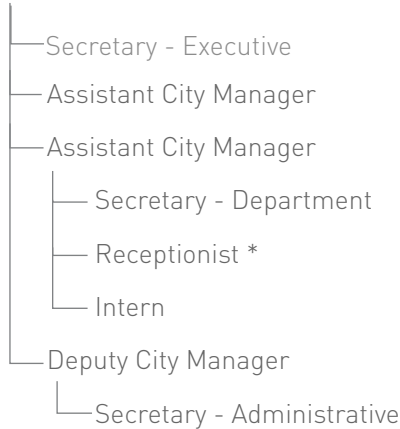 Secretary - Executive
Assistant City Manager
Assistant City Manager
Secretary - Department
Receptionist *
Intern
Deputy City Manager
Secretary - Administrative